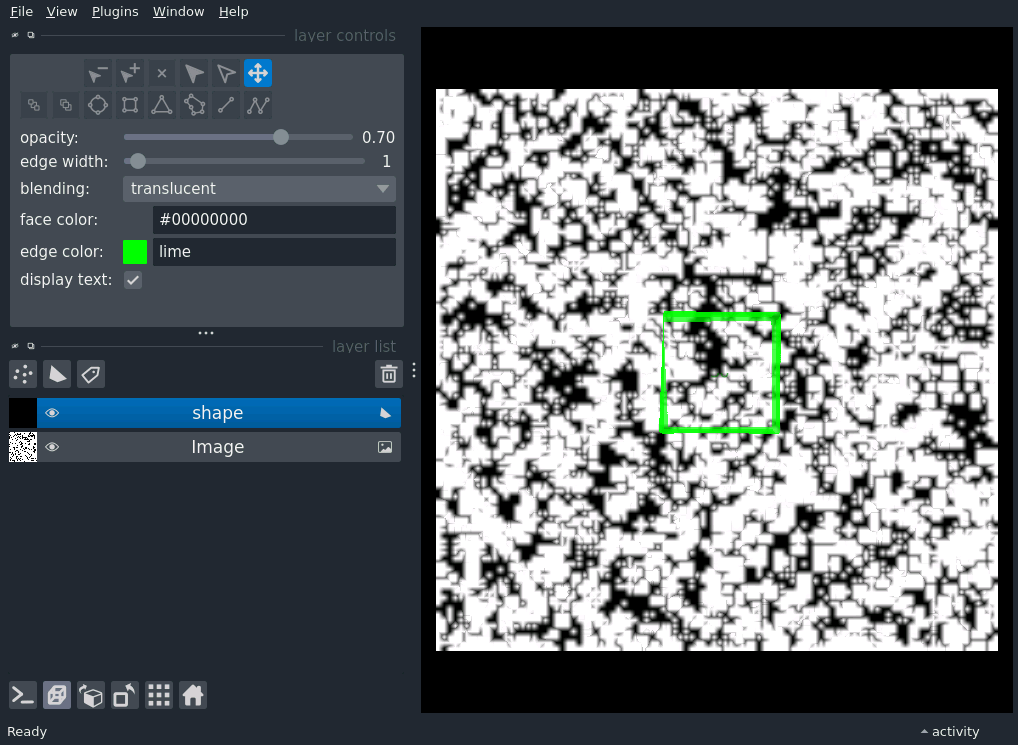 File View Plugins Window Help
layer controls
opacity: 0.70
edge width: 1
blending: translucent
face color: #00000000
edge color: lime
display text:
layer list
shape
Image
Ready
activity